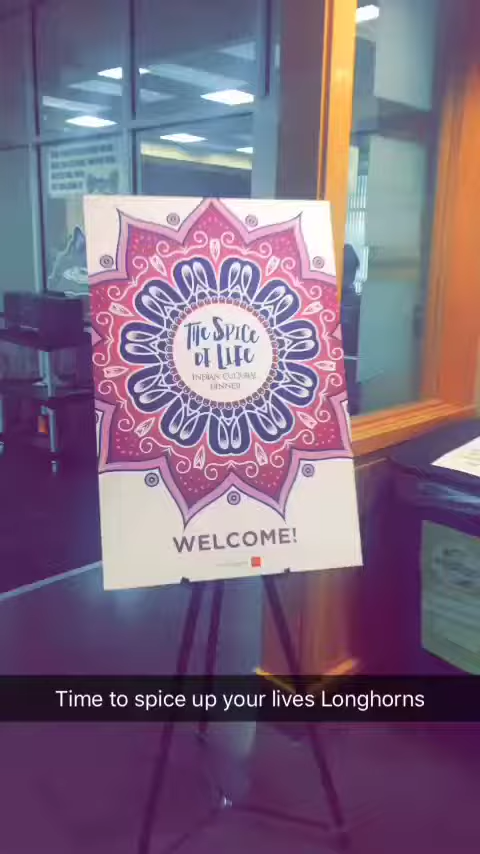 THE SPICE
OF LIFE
INDIAN CULTURAL
DINNER
WELCOME!
Time to spice up your lives Longhorns